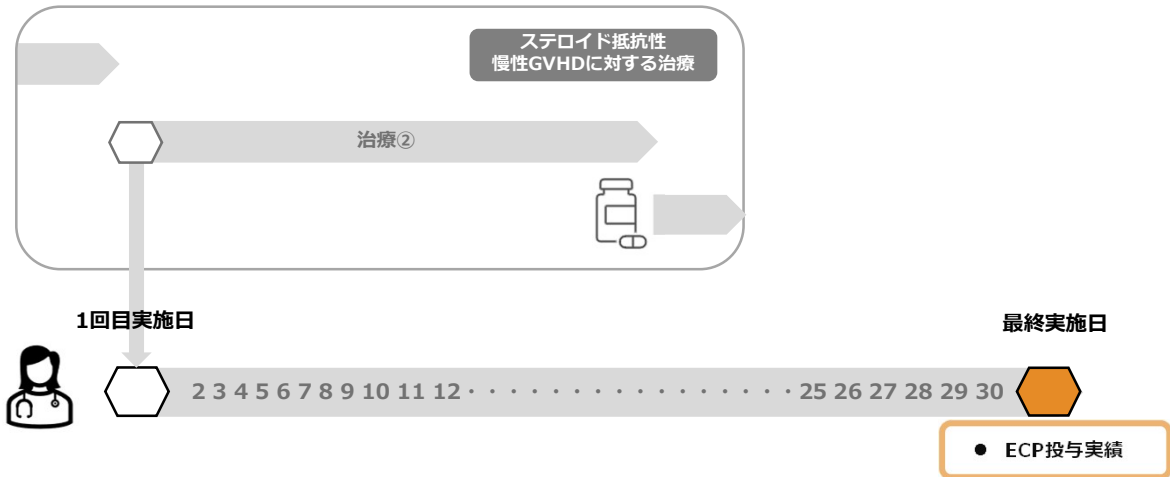 ステロイド抵抗性
慢性GVHDに対する治療
治療②
1回目実施日
最終実施日
2 3 4 5 6 7 8 9 10 11 12・・・・・・・・・・・・・・・・25 26 27 28 29 30
● ECP投与実績